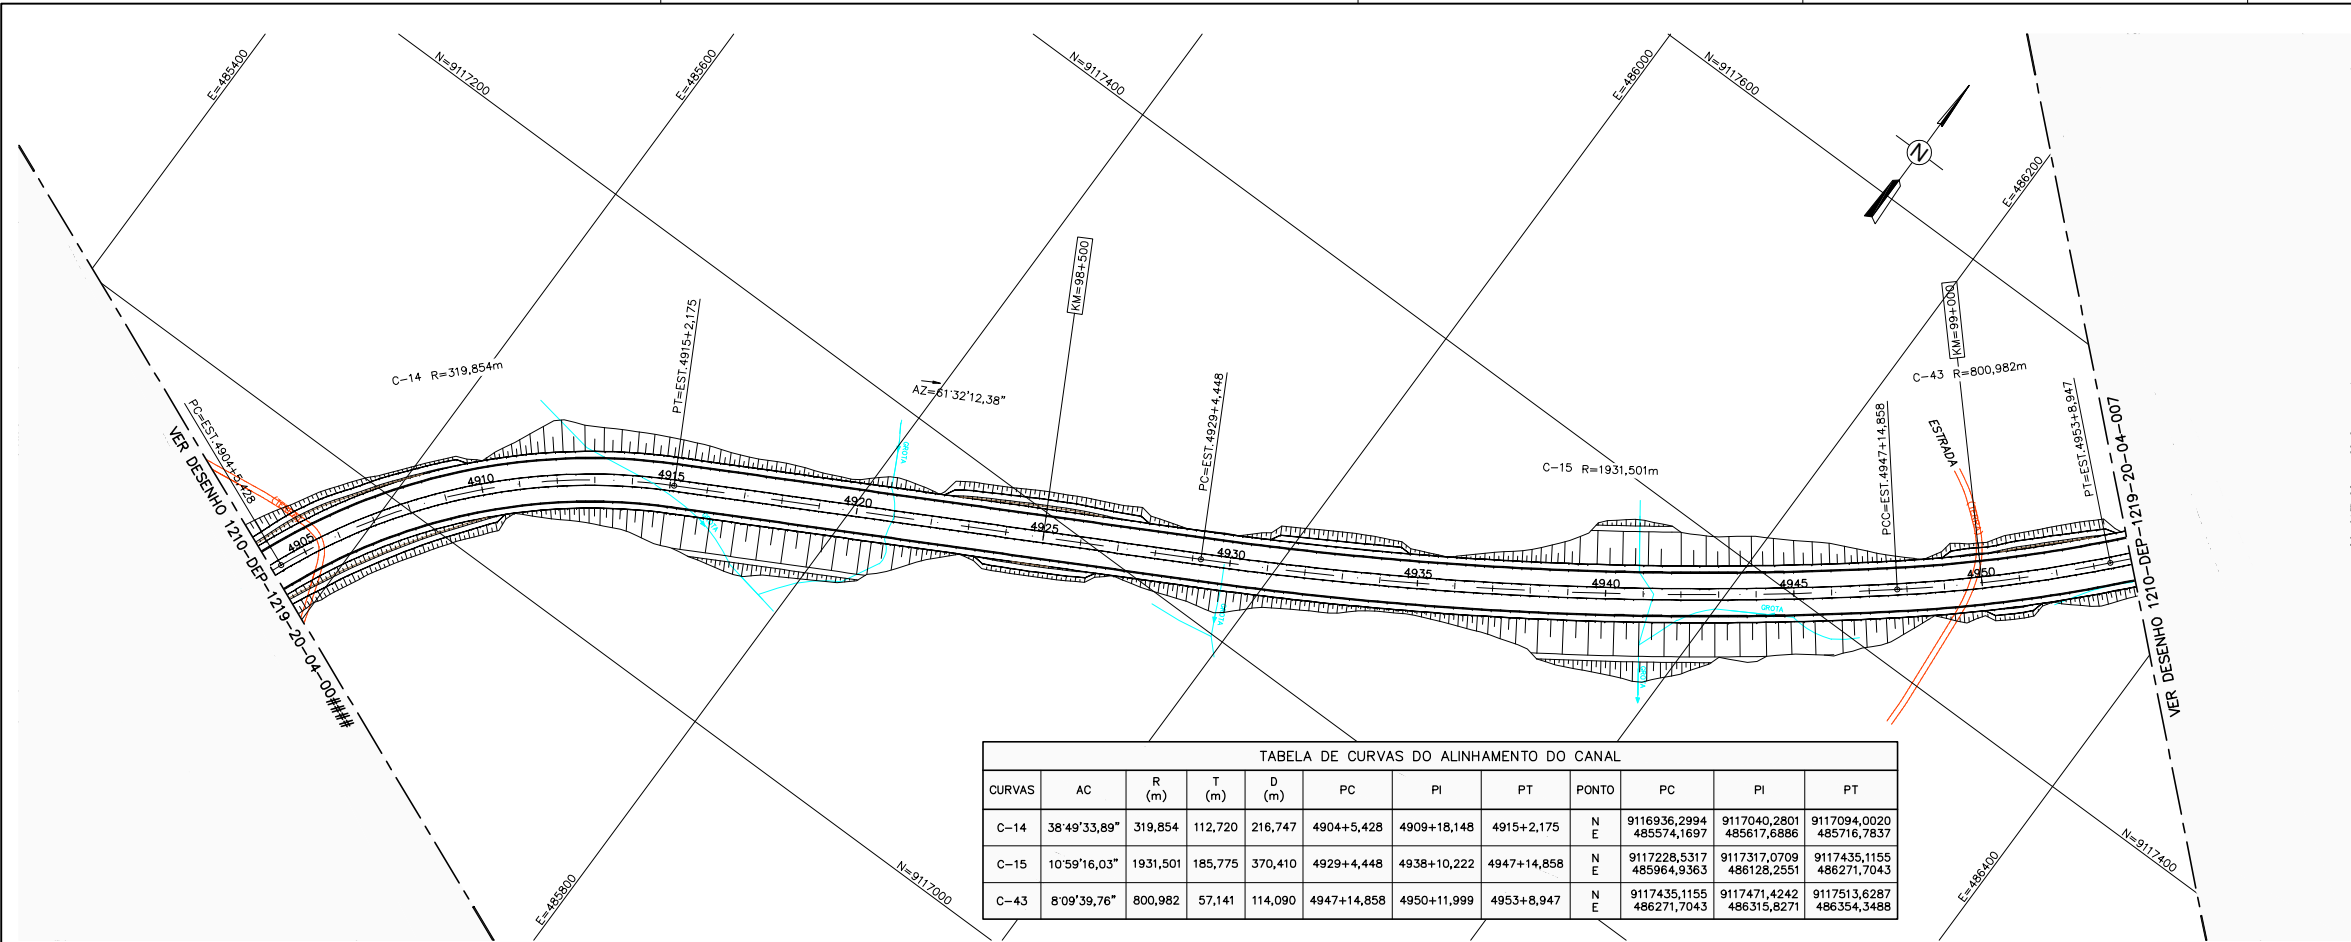 E=485400
N=9117200
E=485600
N=9117400
E=486000
N=9117600
N
E=486200
KM=98+500
KM=99+000
C-14 R=319,854m
PT=EST.4915+2,175
AZ=61°32'12,38"
PC=EST.4929+4,448
C-43 R=800,982m
PC=EST.4904+5,428
VER DESENHO 1210-DEP-1219-20-04-00####
C-15 R=1931,501m
PCC=EST.4947+14,858
ESTRADA
PT=EST.4953+8,947
VER DESENHO 1210-DEP-1219-20-04-007
4905
4910
4915
4920
4925
4930
4935
4940
4945
4950
GROTA
GROTA
GROTA
GROTA
E=485800
N=9117000
E=486400
N=9117400
TABELA DE CURVAS DO ALINHAMENTO DO CANAL
CURVAS AC R (m) T (m) D (m) PC PI PT PONTO PC PI PT
C-14 38°49'33,89" 319,854 112,720 216,747 4904+5,428 4909+18,148 4915+2,175 N 9116936,2994 9117040,2801 9117094,0020
E 485574,1697 485617,6886 485716,7837
C-15 10°59'16,03" 1931,501 185,775 370,410 4929+4,448 4938+10,222 4947+14,858 N 9117228,5317 9117317,0709 9117435,1155
E 485964,9363 486128,2551 486271,7043
C-43 8°09'39,76" 800,982 57,141 114,090 4947+14,858 4950+11,999 4953+8,947 N 9117435,1155 9117471,4242 9117513,6287
E 486271,7043 486315,8271 486354,3488